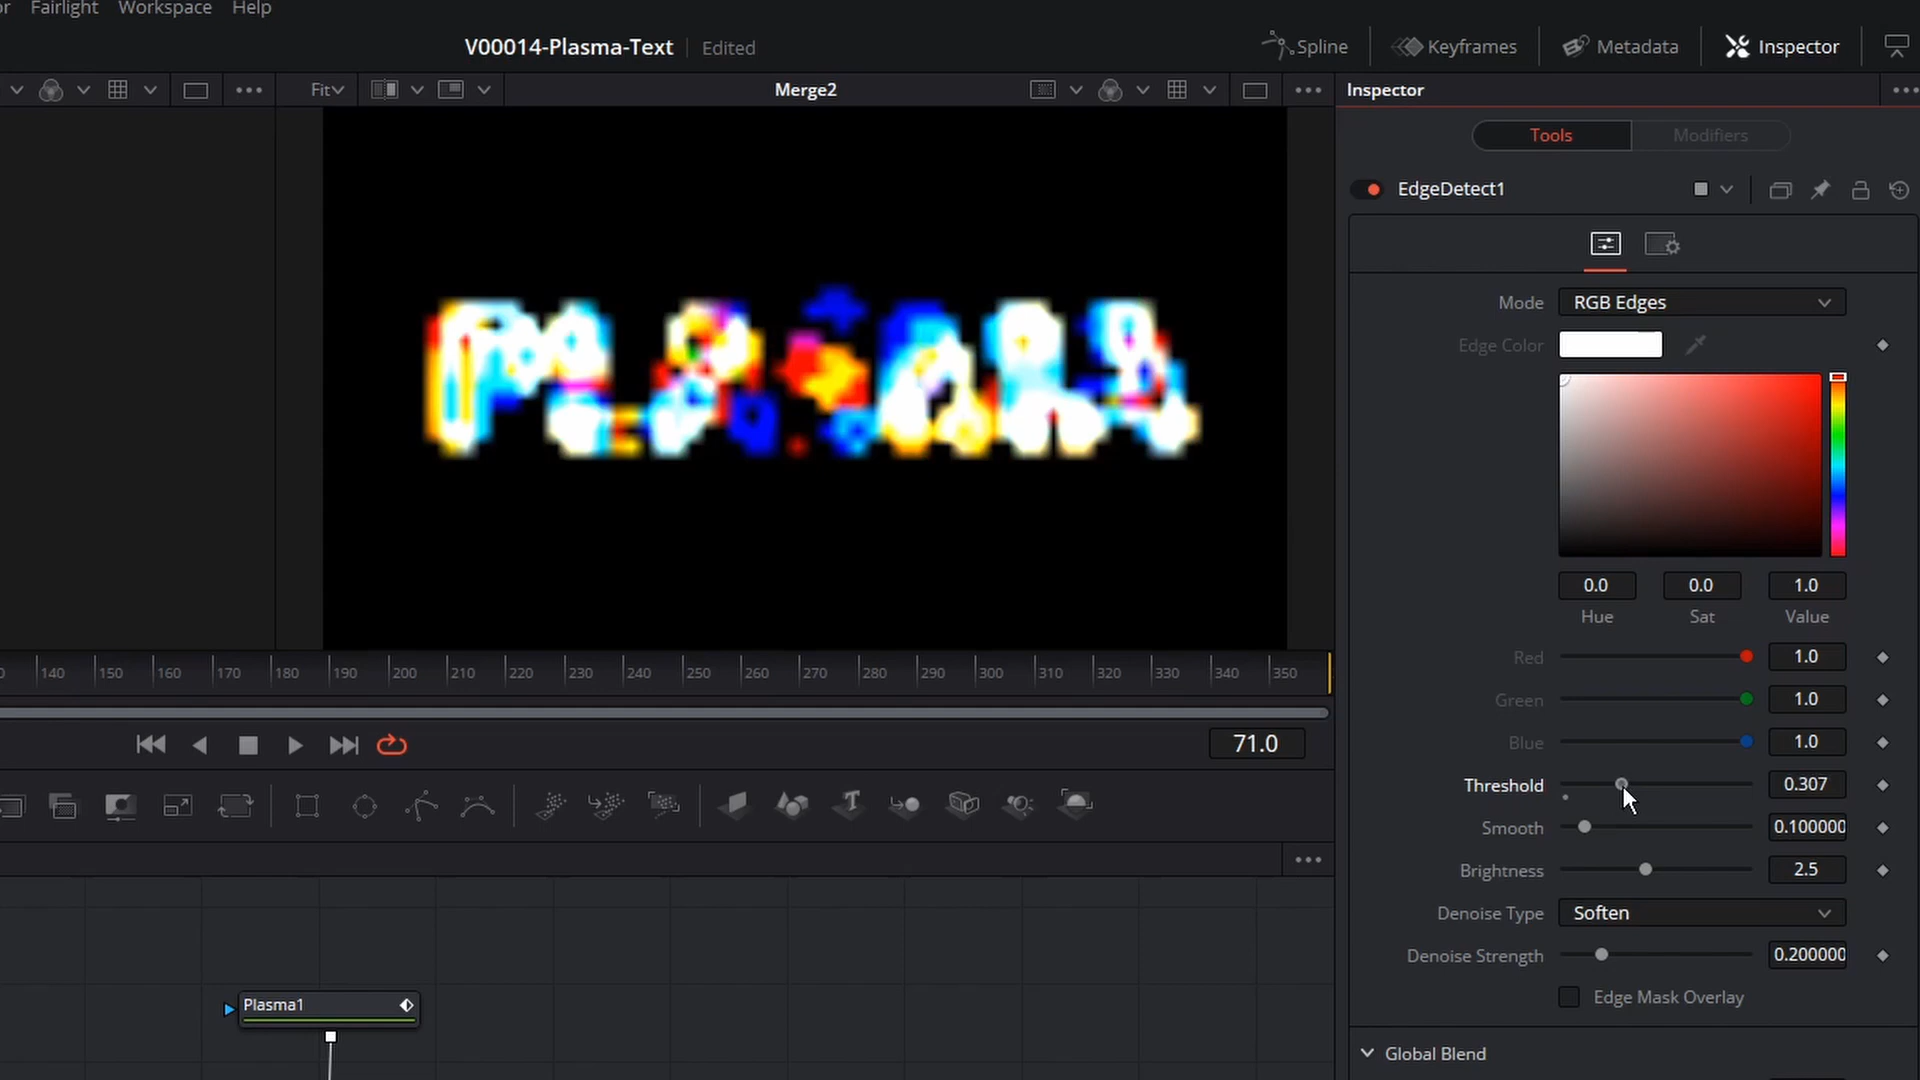 Fairlight Workspace Help
V00014-Plasma-Text Edited
Spline Keyframes Metadata Inspector
Fit Merge2
Inspector
Tools Modifiers
EdgeDetect1
Mode RGB Edges
Edge Color
0.0 0.0 1.0
Hue Sat Value
Red 1.0
Green 1.0
Blue 1.0
Threshold 0.307
Smooth 0.100000
Brightness 2.5
Denoise Type Soften
Denoise Strength 0.200000
Edge Mask Overlay
Global Blend
140 150 160 170 180 190 200 210 220 230 240 250 260 270 280 290 300 310 320 330 340 350
71.0
Plasma1